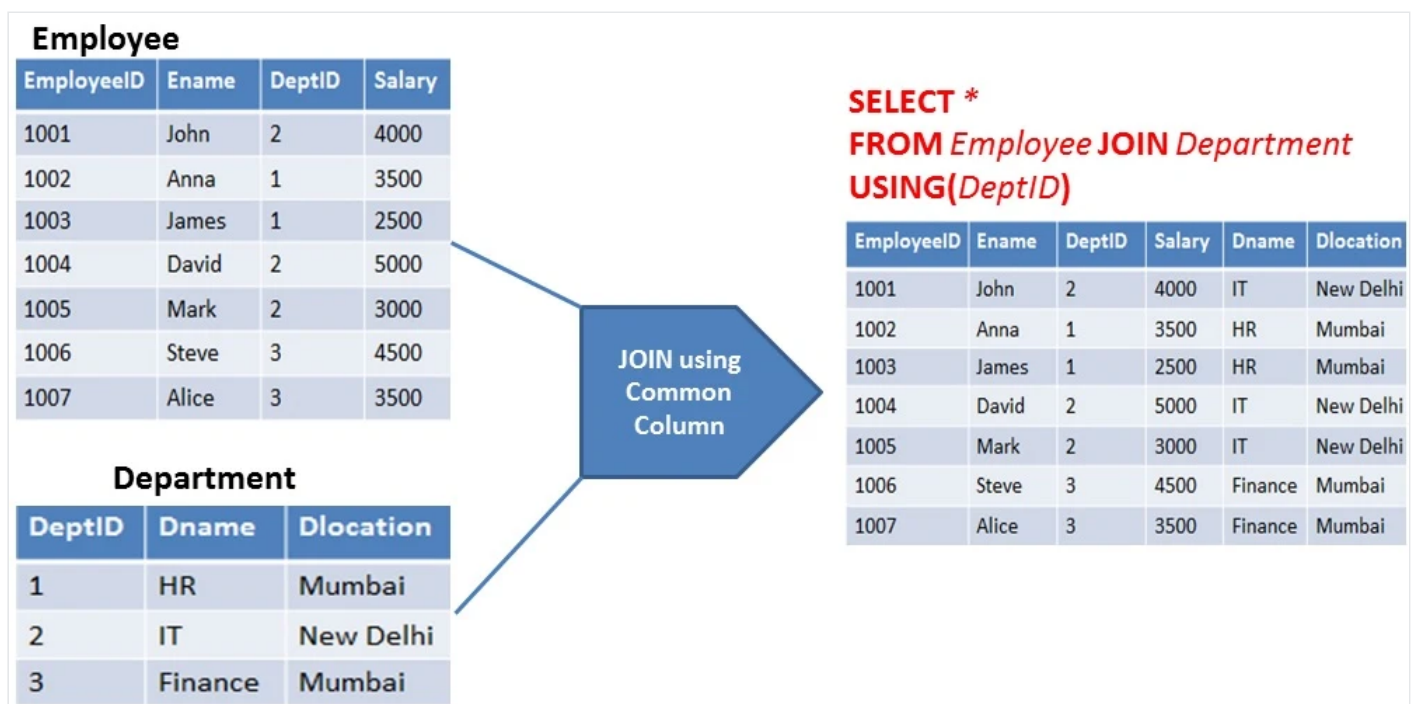 Employee
EmployeeID Ename DeptID Salary
1001 John 2 4000
1002 Anna 1 3500
1003 James 1 2500
1004 David 2 5000
1005 Mark 2 3000
1006 Steve 3 4500
1007 Alice 3 3500
Department
DeptID Dname Dlocation
1 HR Mumbai
2 IT New Delhi
3 Finance Mumbai
JOIN using
Common
Column
SELECT *
FROM Employee JOIN Department
USING(DeptID)
EmployeeID Ename DeptID Salary Dname Dlocation
1001 John 2 4000 IT New Delhi
1002 Anna 1 3500 HR Mumbai
1003 James 1 2500 HR Mumbai
1004 David 2 5000 IT New Delhi
1005 Mark 2 3000 IT New Delhi
1006 Steve 3 4500 Finance Mumbai
1007 Alice 3 3500 Finance Mumbai